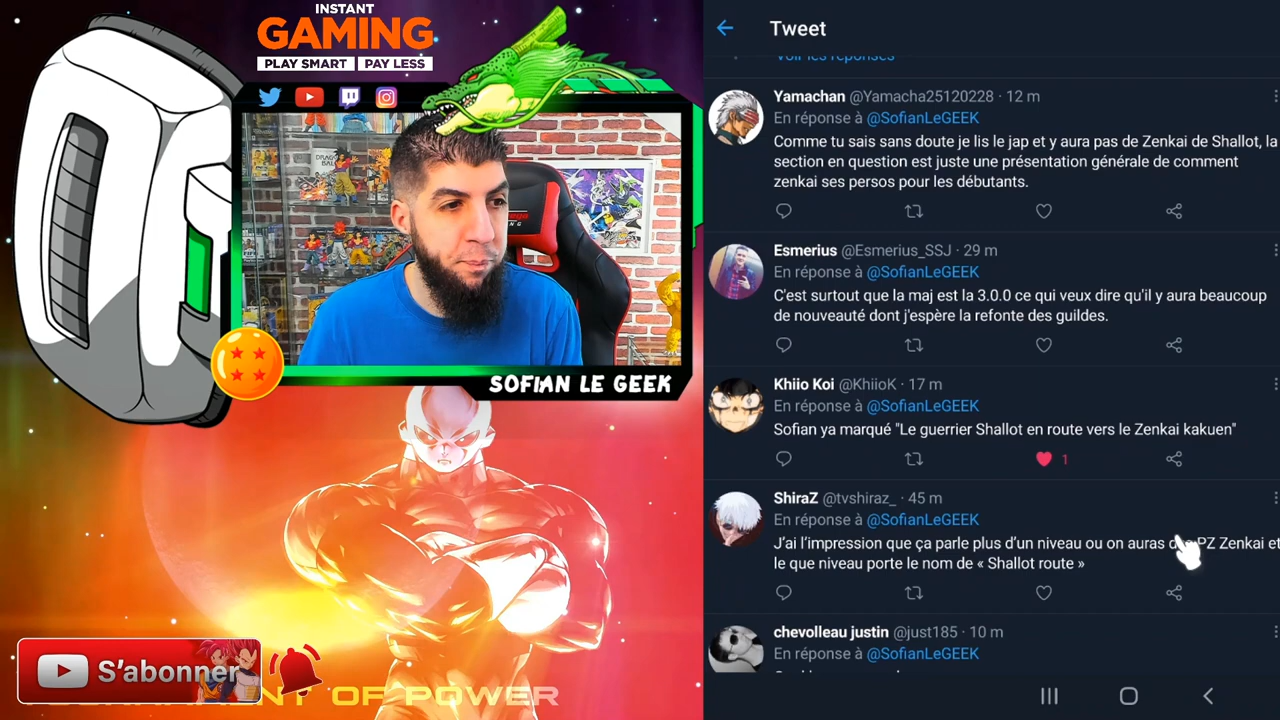 INSTANT
GAMING
PLAY SMART PAY LESS
SOFIAN LE GEEK
S'abonner
OF POWER
Tweet
Voir les réponses
Yamachan @Yamacha25120228 · 12 m
En réponse à @SofianLeGEEK
Comme tu sais sans doute je lis le jap et y aura pas de Zenkai de Shallot, la
section en question est juste une présentation générale de comment
zenkai ses persos pour les débutants.
Esmerius @Esmerius_SSJ · 29 m
En réponse à @SofianLeGEEK
C'est surtout que la maj est la 3.0.0 ce qui veux dire qu'il y aura beaucoup
de nouveauté dont j'espère la refonte des guildes.
Khiio Koi @KhiioK · 17 m
En réponse à @SofianLeGEEK
Sofian ya marqué "Le guerrier Shallot en route vers le Zenkai kakuen"
1
ShiraZ @tvshiraz_ · 45 m
En réponse à @SofianLeGEEK
J'ai l'impression que ça parle plus d'un niveau ou on auras PZ Zenkai et
le que niveau porte le nom de « Shallot route »
chevolleau justin @just185 · 10 m
En réponse à @SofianLeGEEK